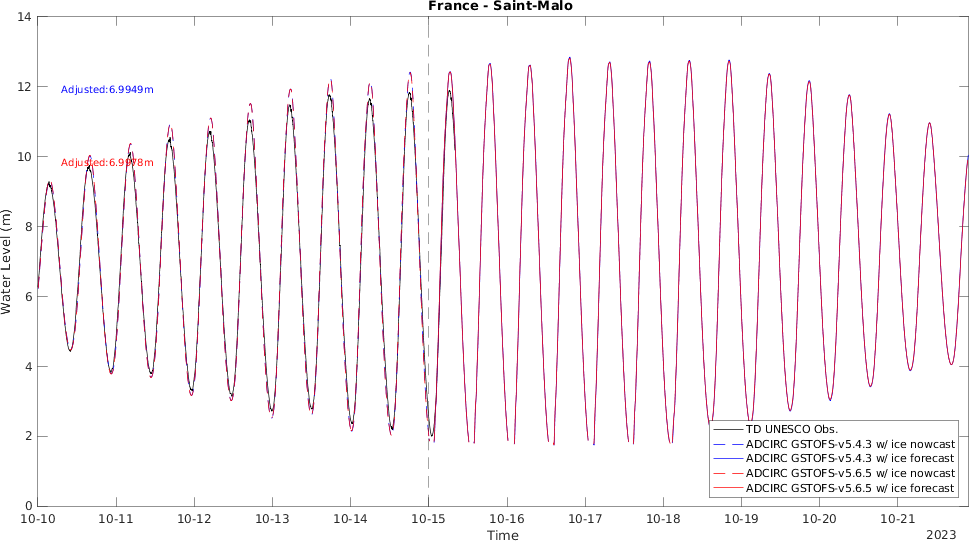 France - Saint-Malo
14
12
10
8
6
4
2
0
Water Level (m)
Adjusted:6.9949m
Adjusted:6.9978m
TD UNESCO Obs.
ADCIRC GSTOFS-v5.4.3 w/ ice nowcast
ADCIRC GSTOFS-v5.4.3 w/ ice forecast
ADCIRC GSTOFS-v5.6.5 w/ ice nowcast
ADCIRC GSTOFS-v5.6.5 w/ ice forecast
10-10 10-11 10-12 10-13 10-14 10-15 10-16 10-17 10-18 10-19 10-20 10-21
Time
2023